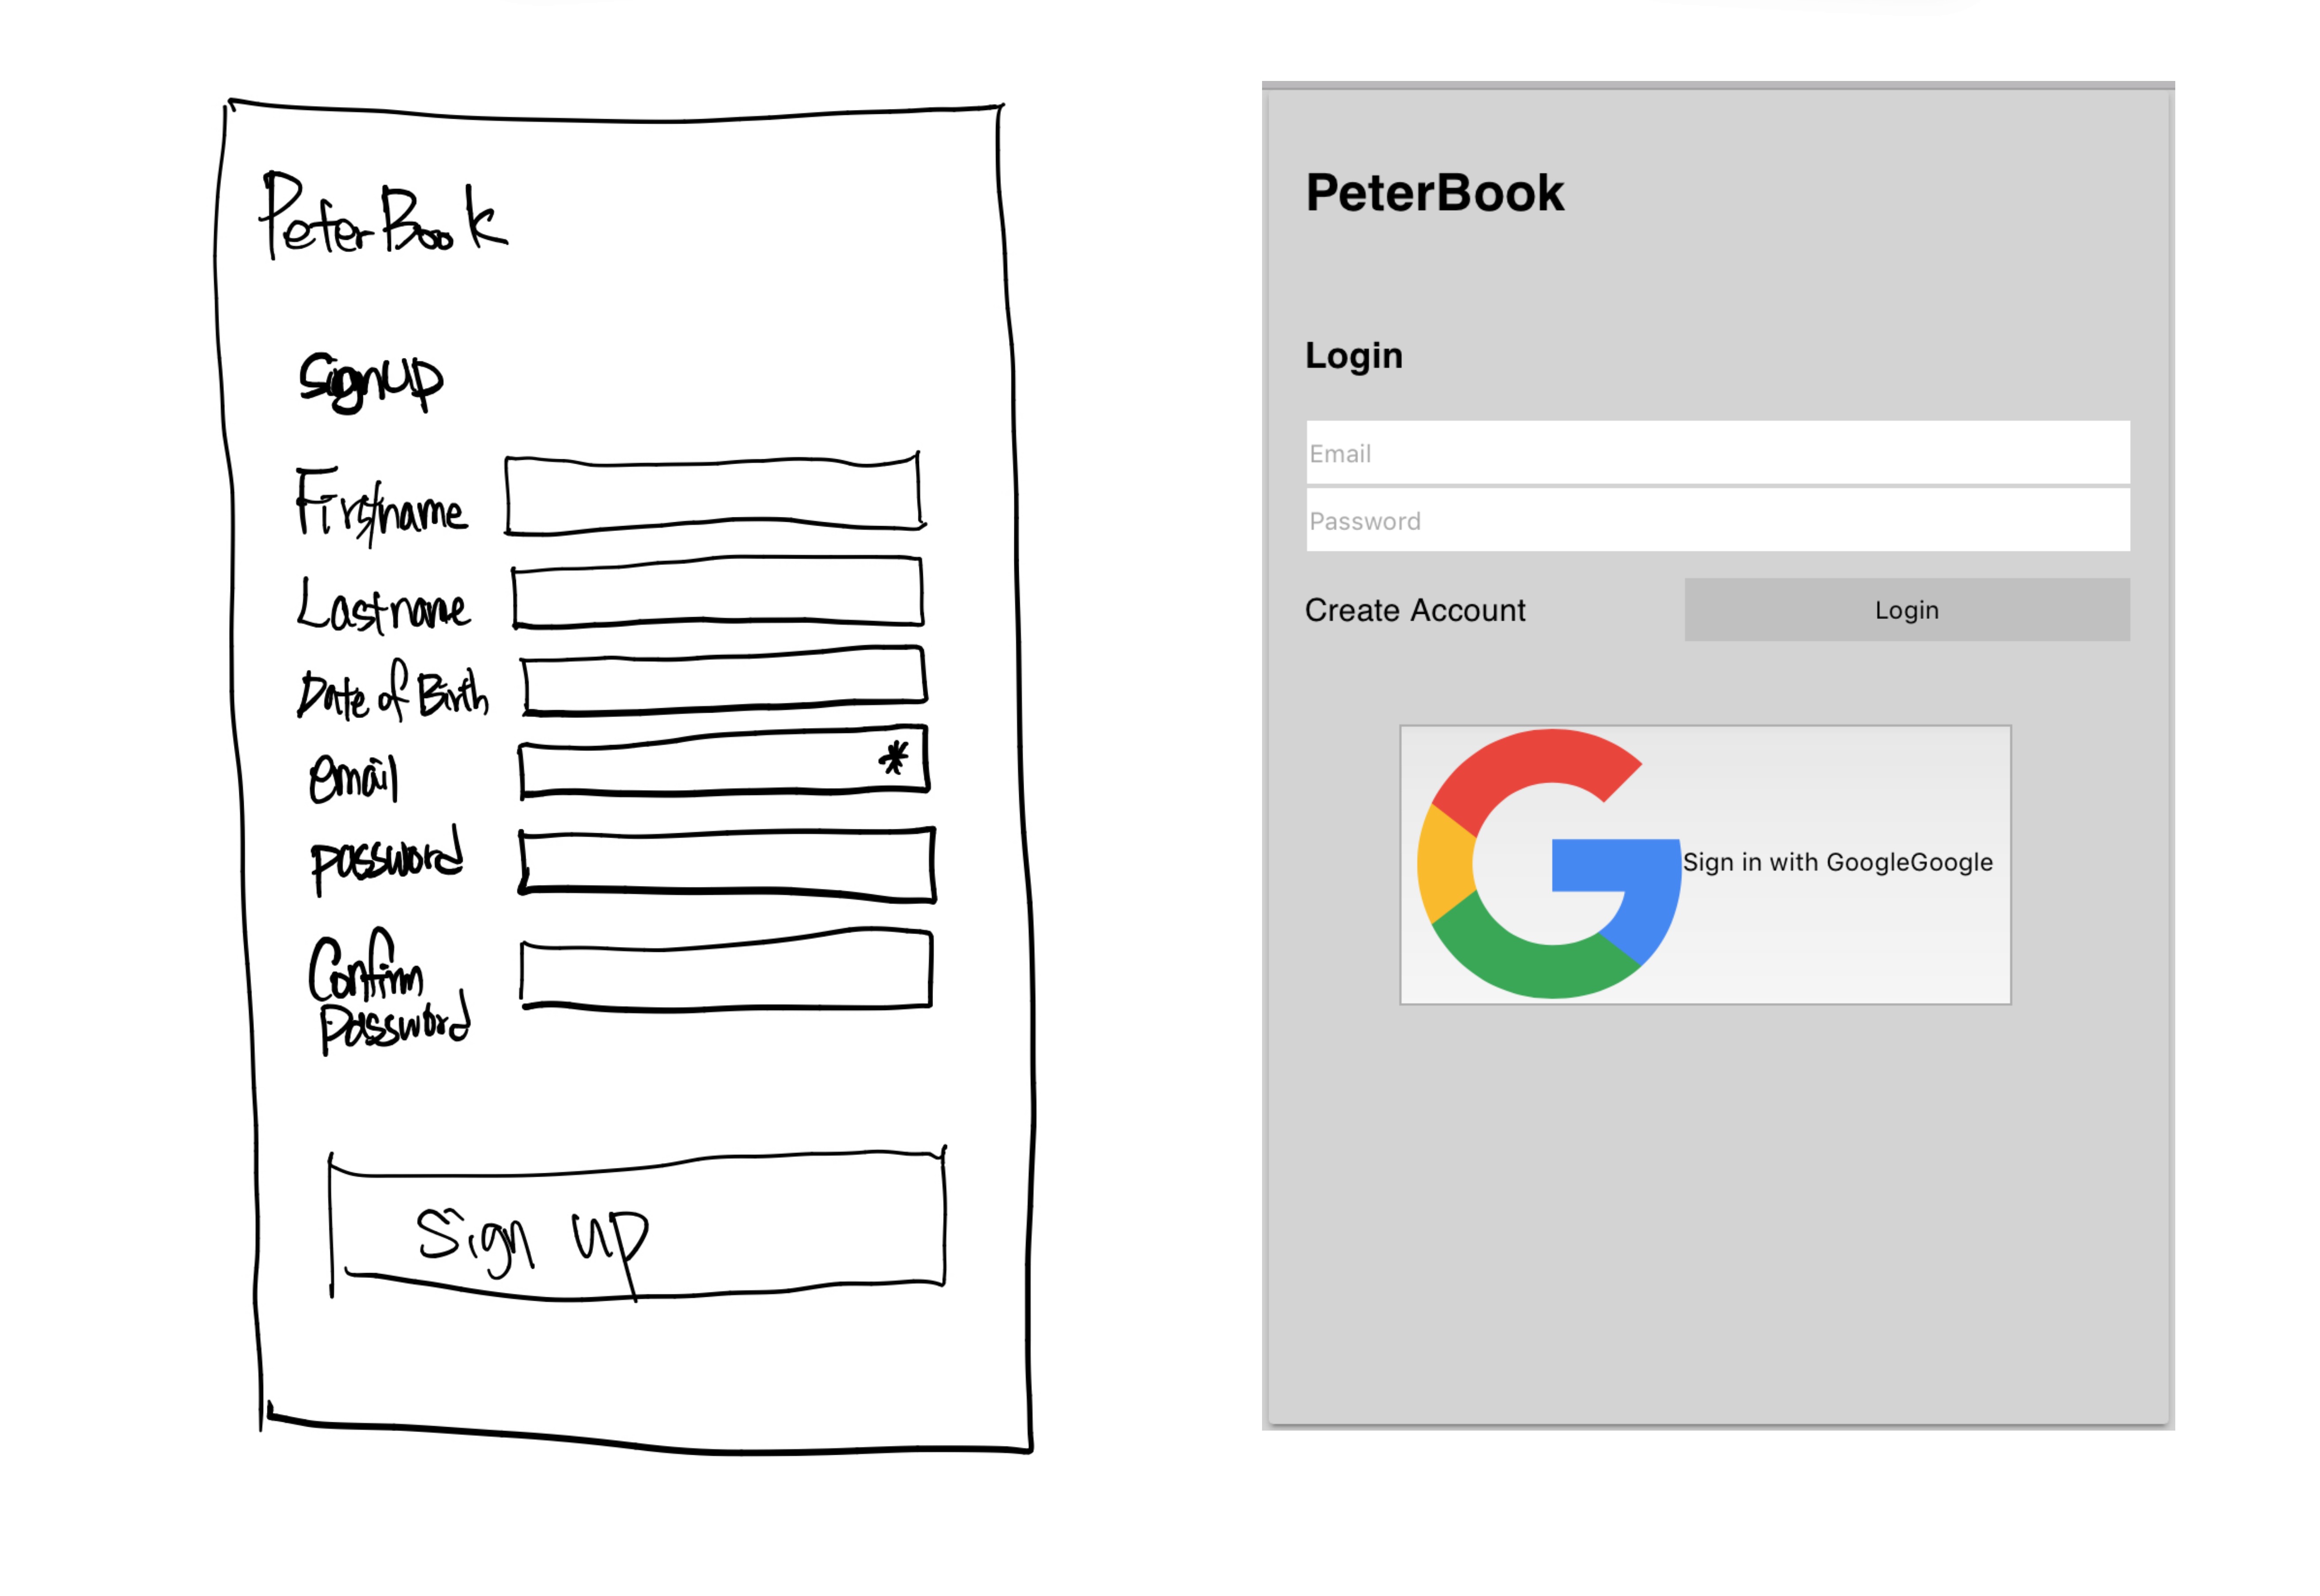 PeterBook
SignUp
Firstname
Lastname
Date of Birth
email
*
password
Confirm
Password
Sign up
PeterBook
Login
Email
Password
Create Account
Login
Sign in with GoogleGoogle